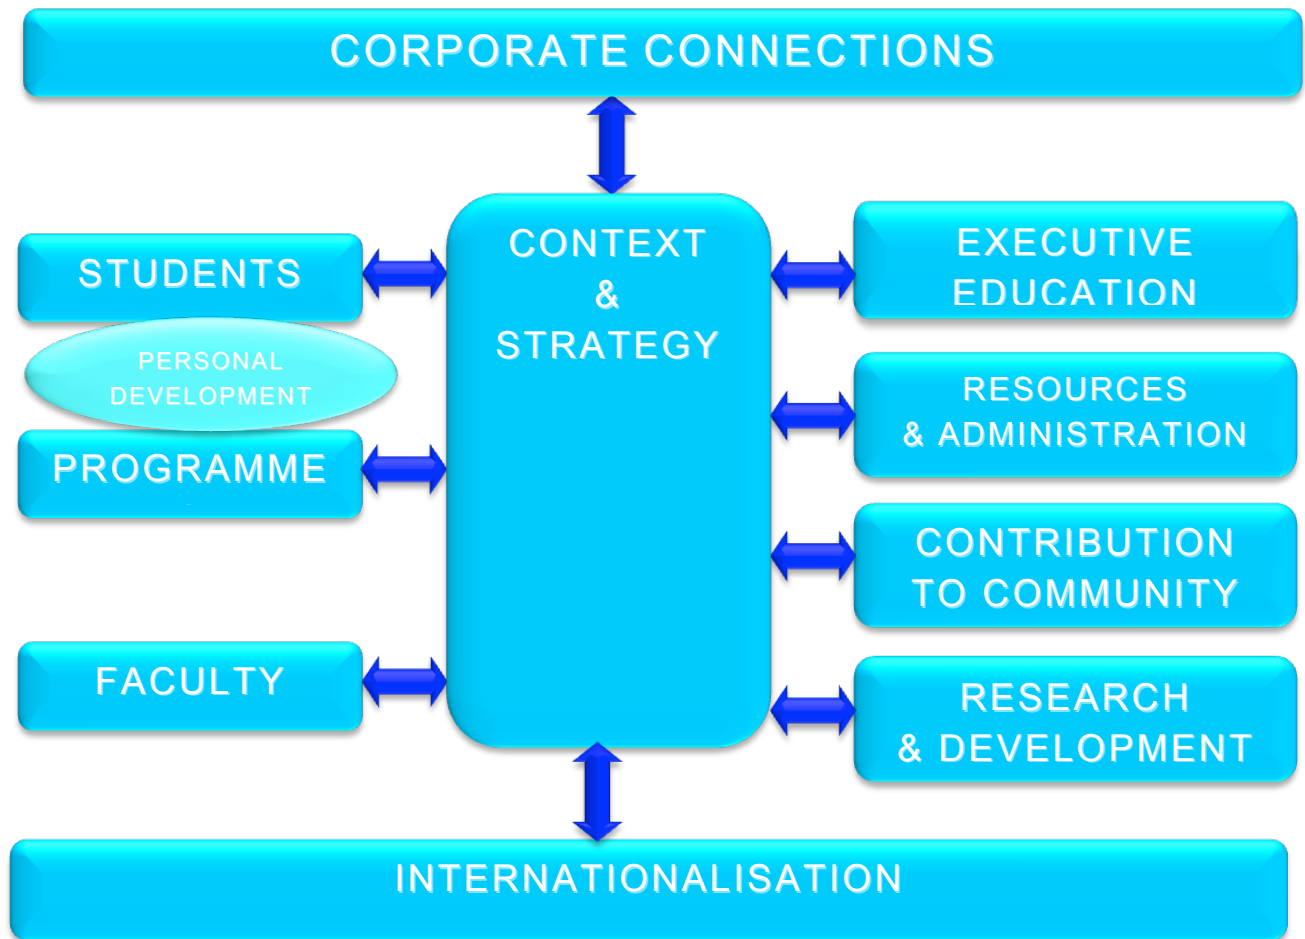 CORPORATE CONNECTIONS
CONTEXT
&
STRATEGY
STUDENTS
PERSONAL
DEVELOPMENT
PROGRAMME
FACULTY
EXECUTIVE
EDUCATION
RESOURCES
& ADMINISTRATION
CONTRIBUTION
TO COMMUNITY
RESEARCH
& DEVELOPMENT
INTERNATIONALISATION